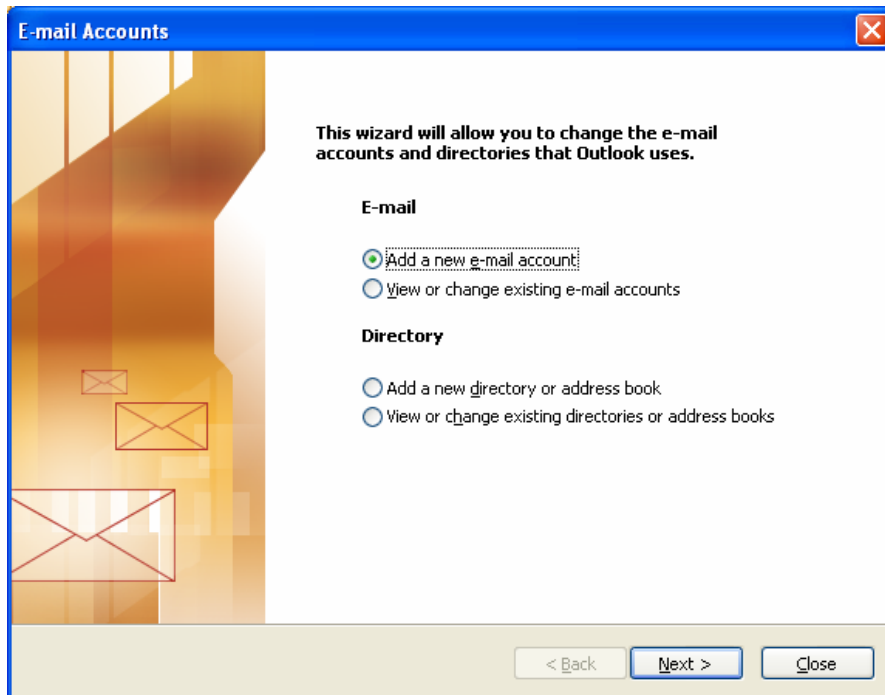 E-mail Accounts
This wizard will allow you to change the e-mail
accounts and directories that Outlook uses.
E-mail
Add a new e-mail account
View or change existing e-mail accounts
Directory
Add a new directory or address book
View or change existing directories or address books
< Back
Next >
Close